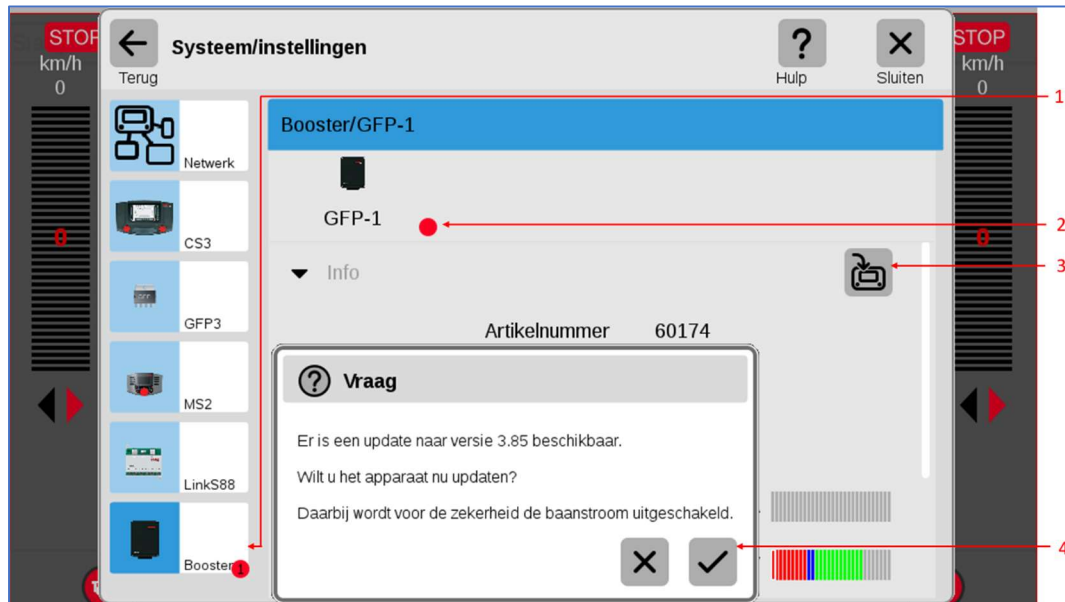 STOP
km/h
0
0
Terug
Systeem/instellingen
Hulp
Sluiten
STOP
km/h
0
0
Netwerk
CS3
GFP3
MS2
LinkS88
Booster
1
Booster/GFP-1
GFP-1
Info
Artikelnummer 60174
Vraag
Er is een update naar versie 3.85 beschikbaar.
Wilt u het apparaat nu updaten?
Daarbij wordt voor de zekerheid de baanstroom uitgeschakeld.
1
2
3
4